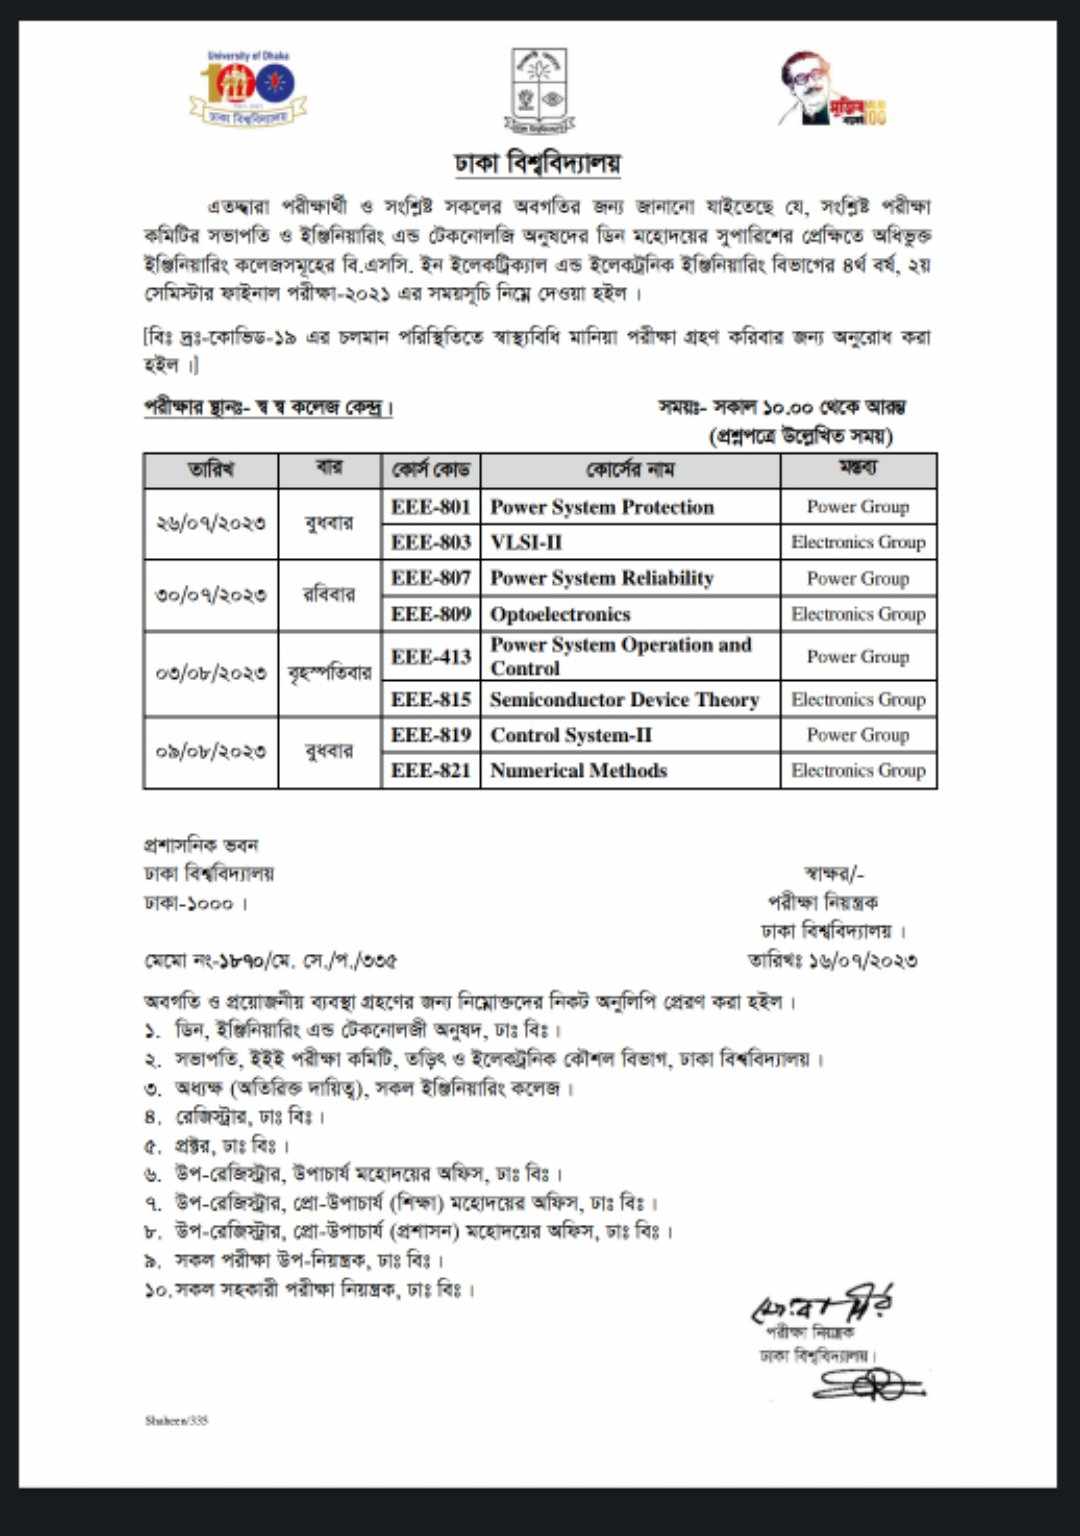 University of Dhaka
100
ঢাকা বিশ্ববিদ্যালয়
মুজিব
100
ঢাকা বিশ্ববিদ্যালয়
এতদ্দ্বারা পরীক্ষার্থী ও সংশ্লিষ্ট সকলের অবগতির জন্য জানানো যাইতেছে যে, সংশ্লিষ্ট পরীক্ষা
কমিটির সভাপতি ও ইঞ্জিনিয়ারিং এন্ড টেকনোলজি অনুষদের ডিন মহোদয়ের সুপারিশের প্রেক্ষিতে অধিভুক্ত
ইঞ্জিনিয়ারিং কলেজসমূহের বি.এসসি. ইন ইলেকট্রিক্যাল এন্ড ইলেকট্রনিক ইঞ্জিনিয়ারিং বিভাগের ৪র্থ বর্ষ, ২য়
সেমিস্টার ফাইনাল পরীক্ষা-২০২১ এর সময়সূচি নিম্নে দেওয়া হইল ।
[বিঃ দ্রঃ-কোভিড-১৯ এর চলমান পরিস্থিতিতে স্বাস্থ্যবিধি মানিয়া পরীক্ষা গ্রহণ করিবার জন্য অনুরোধ করা
হইল ।]
পরীক্ষার স্থানঃ- স্ব স্ব কলেজ কেন্দ্র। সময়ঃ- সকাল ১০.০০ থেকে আরম্ভ
(প্রশ্নপত্রে উল্লেখিত সময়)
তারিখ বার কোর্স কোড কোর্সের নাম মন্তব্য
২৬/০৭/২০২৩ বুধবার EEE-801 Power System Protection Power Group
EEE-803 VLSI-II Electronics Group
৩০/০৭/২০২৩ রবিবার EEE-807 Power System Reliability Power Group
EEE-809 Optoelectronics Electronics Group
০৩/০৮/২০২৩ বৃহস্পতিবার EEE-413 Power System Operation and
Control Power Group
EEE-815 Semiconductor Device Theory Electronics Group
০৯/০৮/২০২৩ বুধবার EEE-819 Control System-II Power Group
EEE-821 Numerical Methods Electronics Group
প্রশাসনিক ভবন
ঢাকা বিশ্ববিদ্যালয় স্বাক্ষর/-
ঢাকা-১০০০ । পরীক্ষা নিয়ন্ত্রক
ঢাকা বিশ্ববিদ্যালয় ।
মেমো নং-১৮৭০/মে. সে./প./৩৩৫ তারিখঃ ১৬/০৭/২০২৩
অবগতি ও প্রয়োজনীয় ব্যবস্থা গ্রহণের জন্য নিম্নোক্তদের নিকট অনুলিপি প্রেরণ করা হইল ।
১. ডিন, ইঞ্জিনিয়ারিং এন্ড টেকনোলজী অনুষদ, ঢাঃ বিঃ ।
২. সভাপতি, ইইই পরীক্ষা কমিটি, তড়িৎ ও ইলেকট্রনিক কৌশল বিভাগ, ঢাকা বিশ্ববিদ্যালয় ।
৩. অধ্যক্ষ (অতিরিক্ত দায়িত্ব), সকল ইঞ্জিনিয়ারিং কলেজ ।
৪. রেজিস্ট্রার, ঢাঃ বিঃ ।
৫. প্রক্টর, ঢাঃ বিঃ ।
৬. উপ-রেজিস্ট্রার, উপাচার্য মহোদয়ের অফিস, ঢাঃ বিঃ ।
৭. উপ-রেজিস্ট্রার, প্রো-উপাচার্য (শিক্ষা) মহোদয়ের অফিস, ঢাঃ বিঃ ।
৮. উপ-রেজিস্ট্রার, প্রো-উপাচার্য (প্রশাসন) মহোদয়ের অফিস, ঢাঃ বিঃ ।
৯. সকল পরীক্ষা উপ-নিয়ন্ত্রক, ঢাঃ বিঃ ।
১০. সকল সহকারী পরীক্ষা নিয়ন্ত্রক, ঢাঃ বিঃ ।
পরীক্ষা নিয়ন্ত্রক
ঢাকা বিশ্ববিদ্যালয়।
Shaheen/335